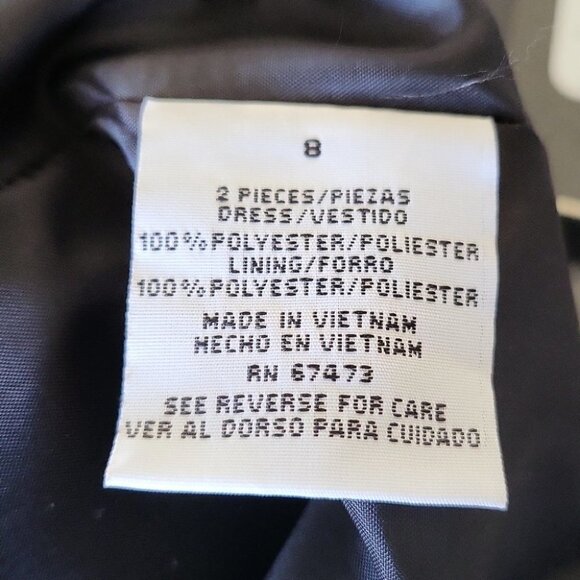 8
2 PIECES/PIEZAS
DRESS/VESTIDO
100%POLYESTER/POLIESTER
LINING/FORRO
100%POLYESTER/POLIESTER
MADE IN VIETNAM
HECHO EN VIETNAM
RN 67473
SEE REVERSE FOR CARE
VER AL DORSO PARA CUIDADO